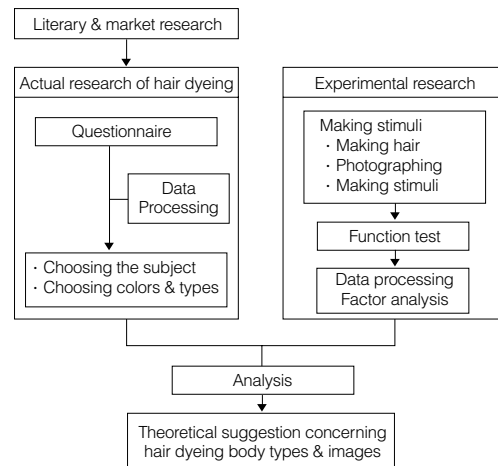 Literary & market research
Actual research of hair dyeing
Questionnaire
Data
Processing
· Choosing the subject
· Choosing colors & types
Experimental research
Making stimuli
· Making hair
· Photographing
· Making stimuli
Function test
Data processing
Factor analysis
Analysis
Theoretical suggestion concerning
hair dyeing body types & images